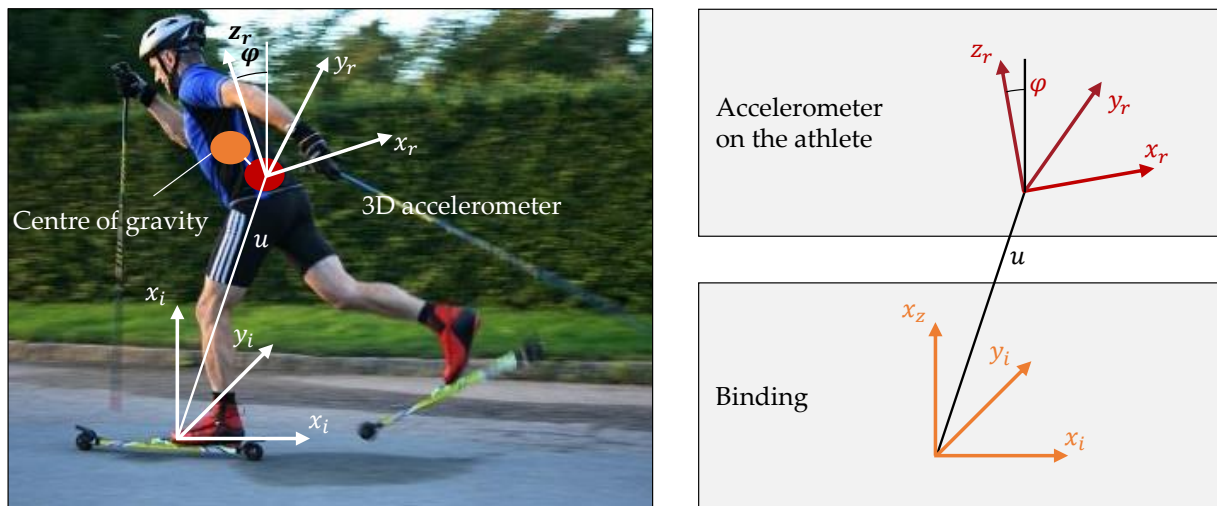 z_r
φ
y_r
x_r
Centre of gravity
3D accelerometer
u
x_i
y_i
x_i
z_r
φ
y_r
Accelerometer
on the athlete
x_r
u
x_z
y_i
Binding
x_i